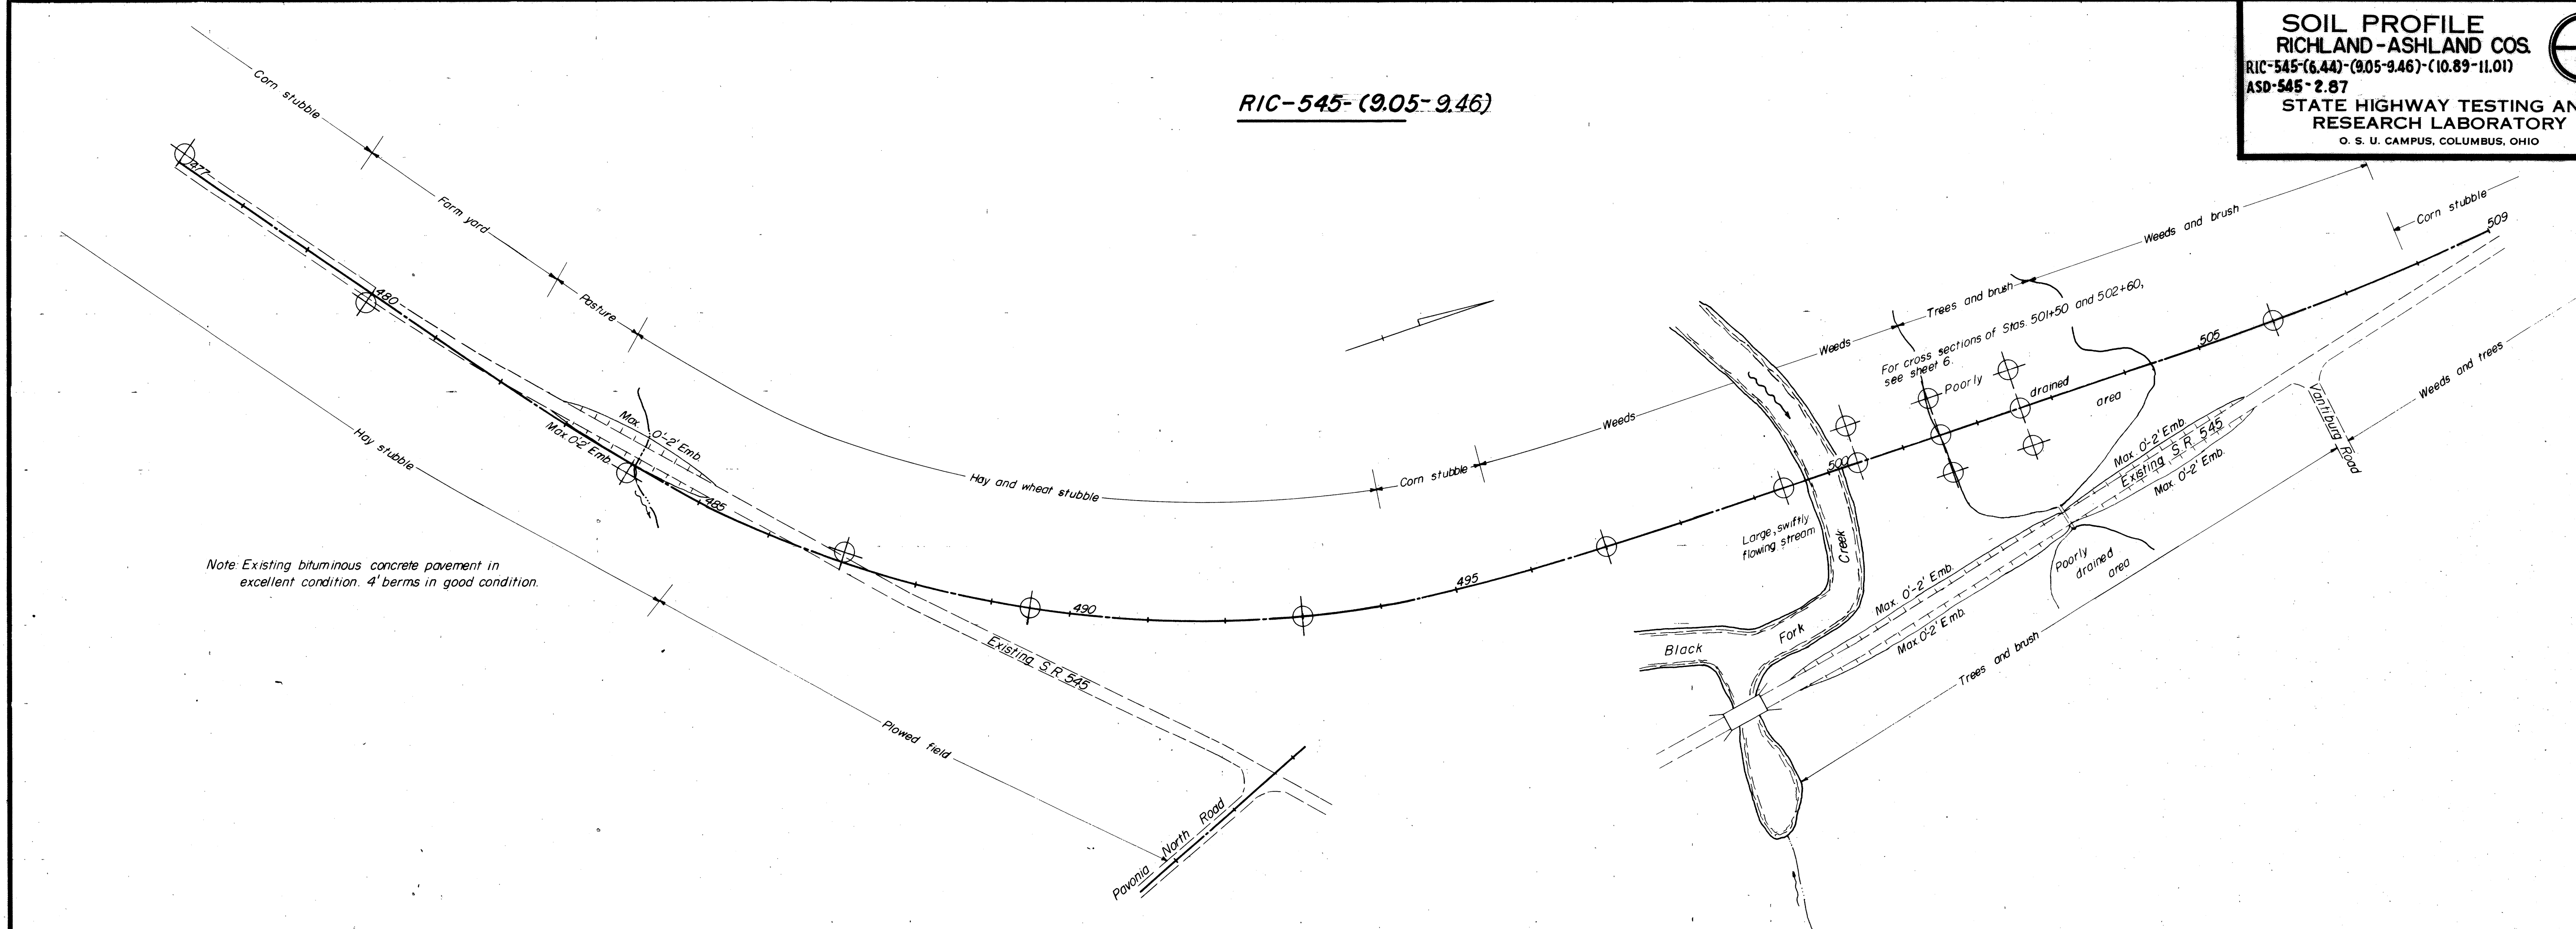 SOIL PROFILE
RICHLAND-ASHLAND COS.
RIC-545-(6.44)-(9.05-9.46)-(10.89-11.01)
ASD-545-2.87
STATE HIGHWAY TESTING AN
RESEARCH LABORATORY
O. S. U. CAMPUS, COLUMBUS, OHIO
RIC-545-(9.05-9.46)
Corn stubble
Farm yard
Pasture
Hay and wheat stubble
Corn stubble
Weeds
Weeds
Trees and brush
Weeds and brush
Corn stubble
477
480
485
490
495
500
505
509
Max. 0'-2' Emb.
Max. 0'-2' Emb.
Hay stubble
Plowed field
Note: Existing bituminous concrete pavement in
excellent condition. 4' berms in good condition.
Existing S R 545
Pavonia North Road
For cross sections of Stas. 501+50 and 502+60,
see sheet 6.
Poorly
drained
area
Large, swiftly
flowing stream
Black
Fork
Creek
Max. 0'-2' Emb.
Max. 0'-2' Emb.
Max. 0'-2' Emb.
Existing S R 545
Max. 0'-2' Emb.
Poorly
drained
area
Trees and brush
Vantiburg Road
Weeds and trees